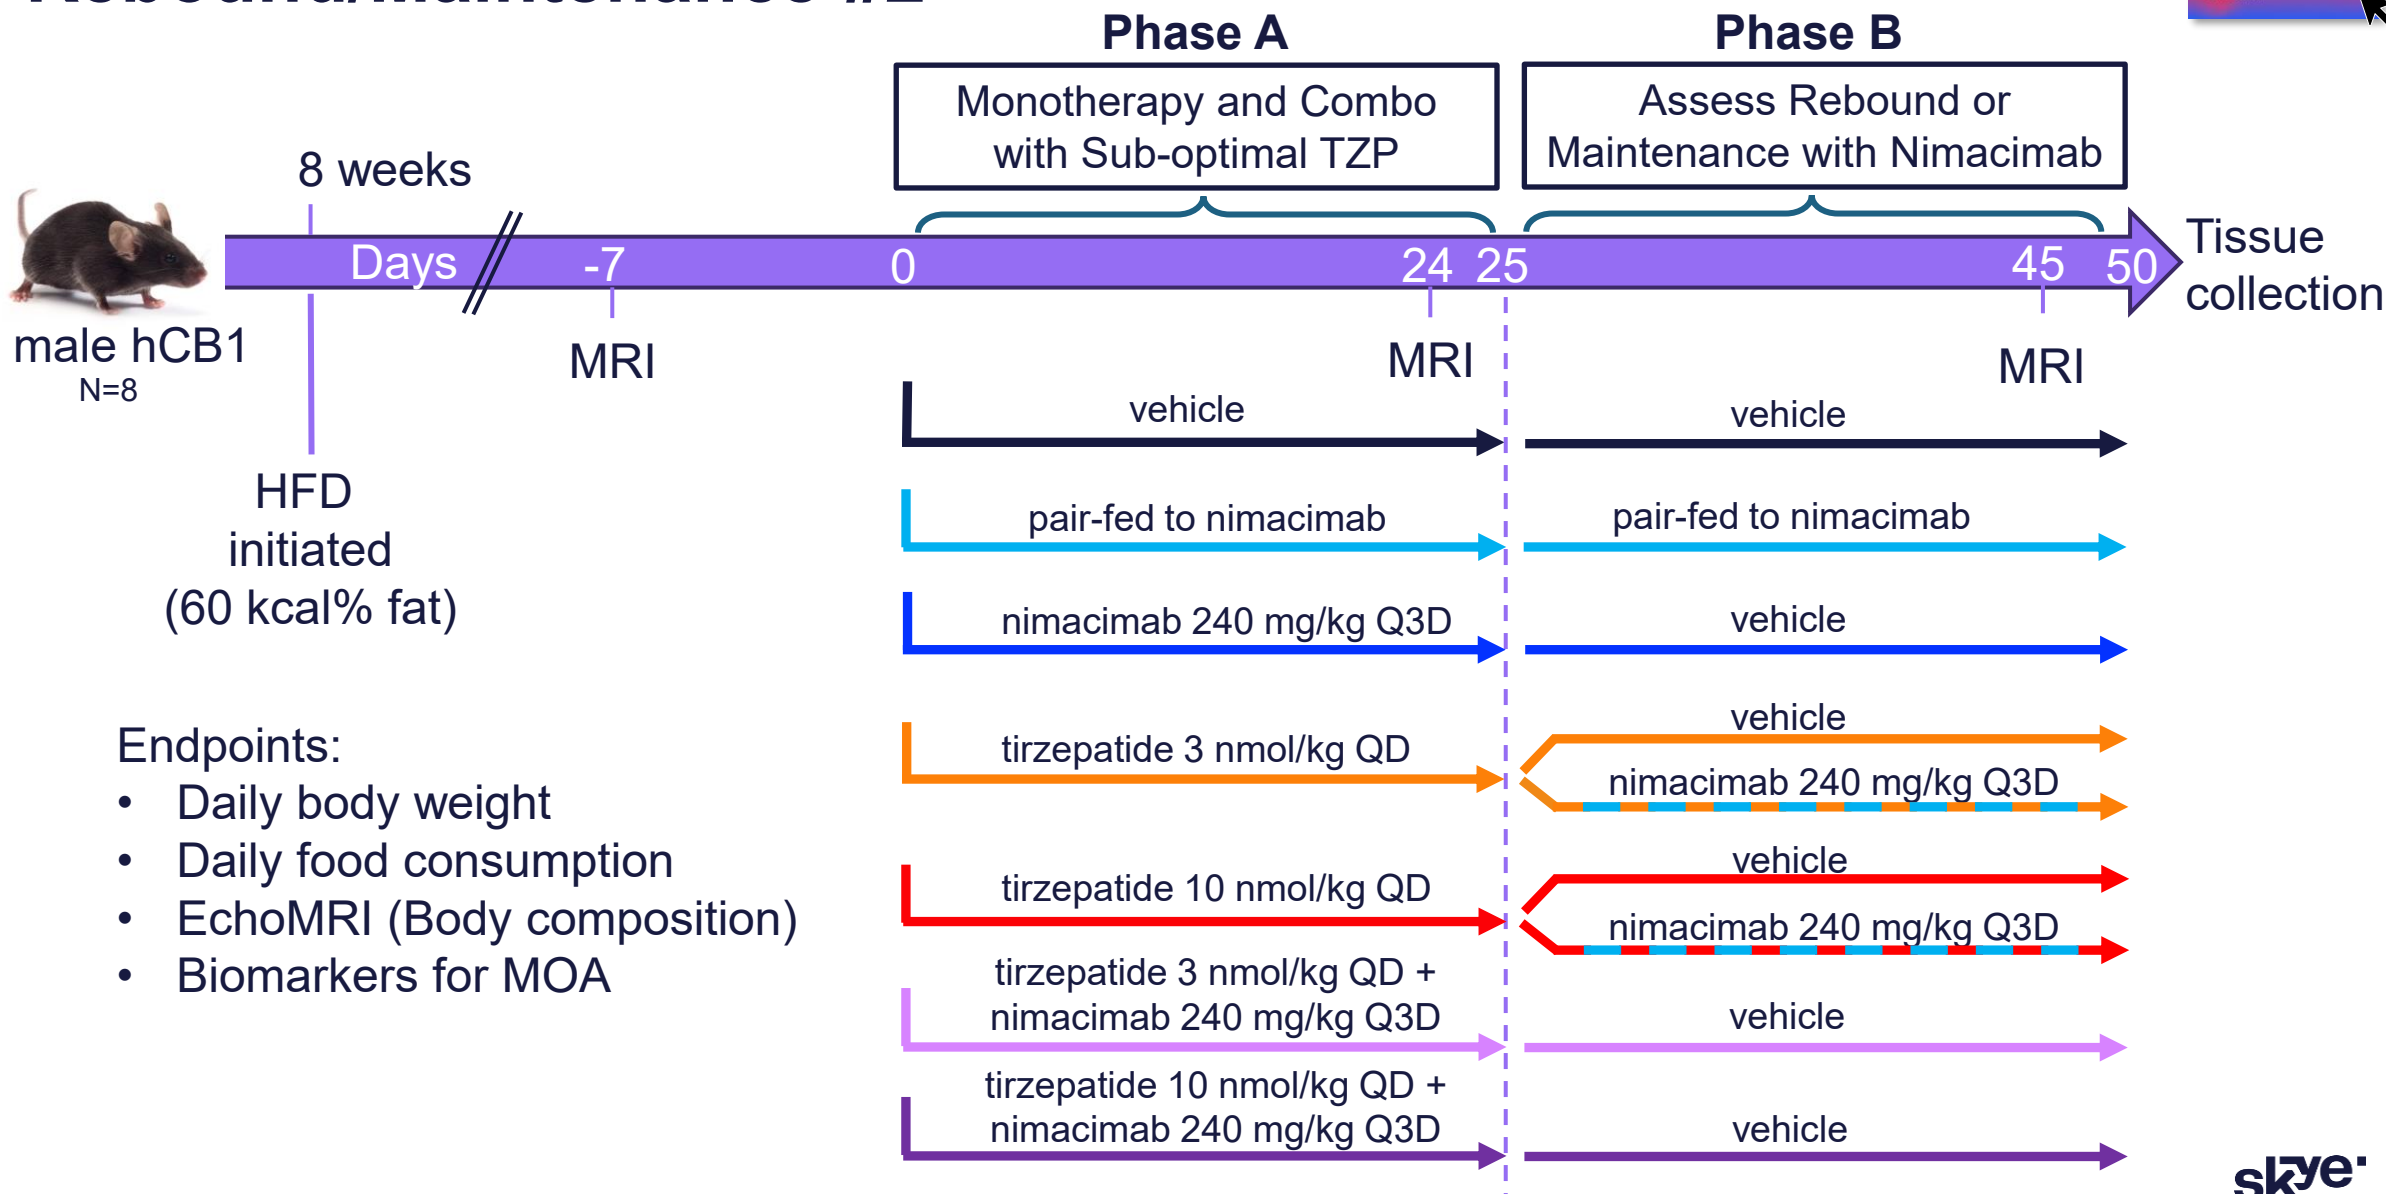 Rebound/Maintenance #2
Phase A
Phase B
Monotherapy and Combo
with Sub-optimal TZP
Assess Rebound or
Maintenance with Nimacimab
8 weeks
Days
-7
0
24
25
45
50
Tissue
collection
male hCB1
N=8
MRI
MRI
MRI
HFD
initiated
(60 kcal% fat)
vehicle
vehicle
pair-fed to nimacimab
pair-fed to nimacimab
nimacimab 240 mg/kg Q3D
vehicle
tirzepatide 3 nmol/kg QD
vehicle
nimacimab 240 mg/kg Q3D
tirzepatide 10 nmol/kg QD
vehicle
nimacimab 240 mg/kg Q3D
tirzepatide 3 nmol/kg QD +
nimacimab 240 mg/kg Q3D
vehicle
tirzepatide 10 nmol/kg QD +
nimacimab 240 mg/kg Q3D
vehicle
Endpoints:
• Daily body weight
• Daily food consumption
• EchoMRI (Body composition)
• Biomarkers for MOA
skye